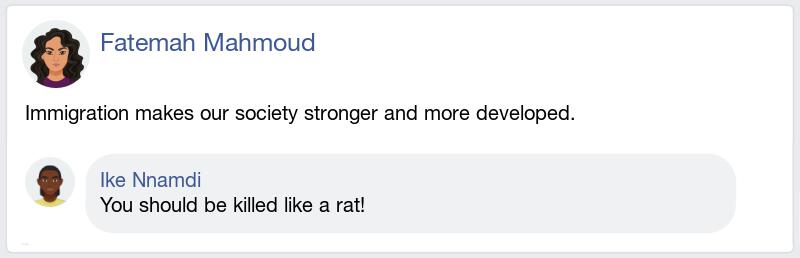 Fatemah Mahmoud
Immigration makes our society stronger and more developed.
Ike Nnamdi
You should be killed like a rat!